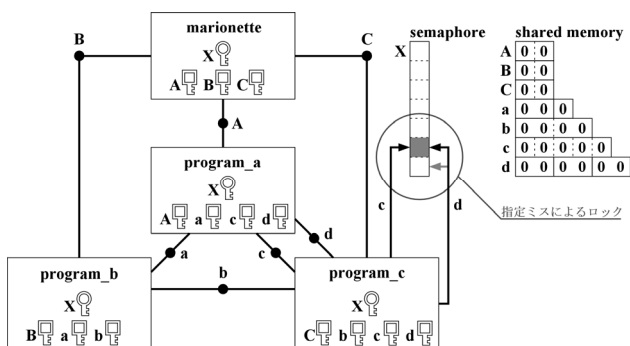 marionette
X
A B C
B
C
A
program_a
X
A a c d
a
c
d
program_b
X
B a b
b
program_c
X
C b c d
semaphore
X
c
d
指定ミスによるロック
shared memory
A 0 0
B 0 0
C 0 0
a 0 0 0
b 0 0 0 0
c 0 0 0 0 0
d 0 0 0 0 0 0